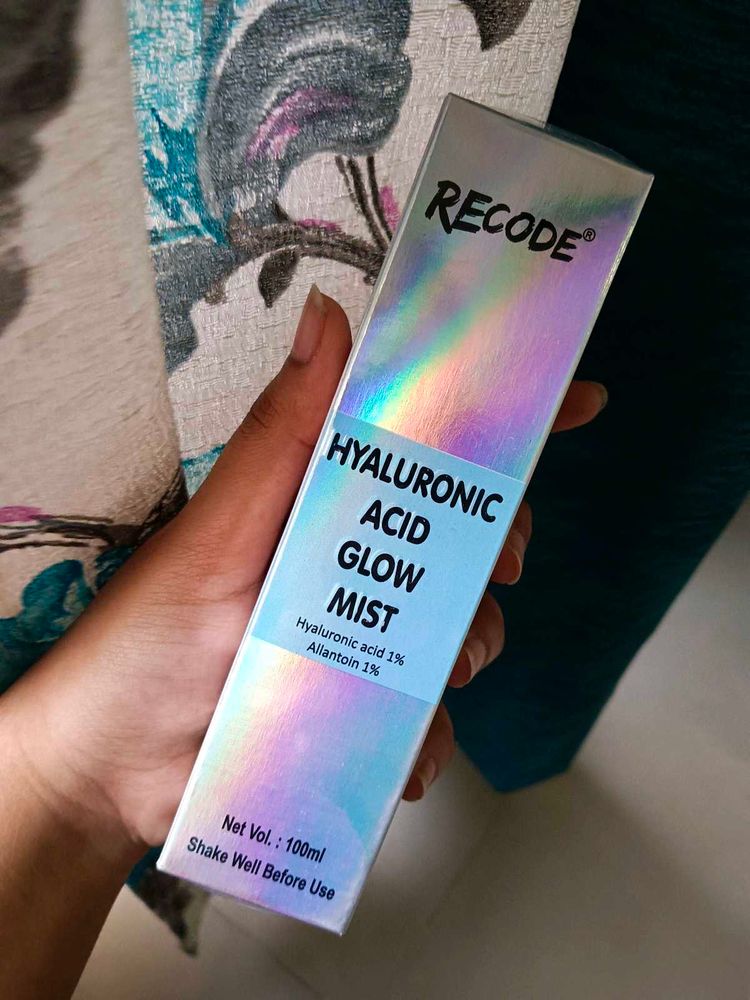 RECODE®
HYALURONIC
ACID
GLOW
MIST
Hyaluronic acid 1%
Allantoin 1%
Net Vol. : 100ml
Shake Well Before Use